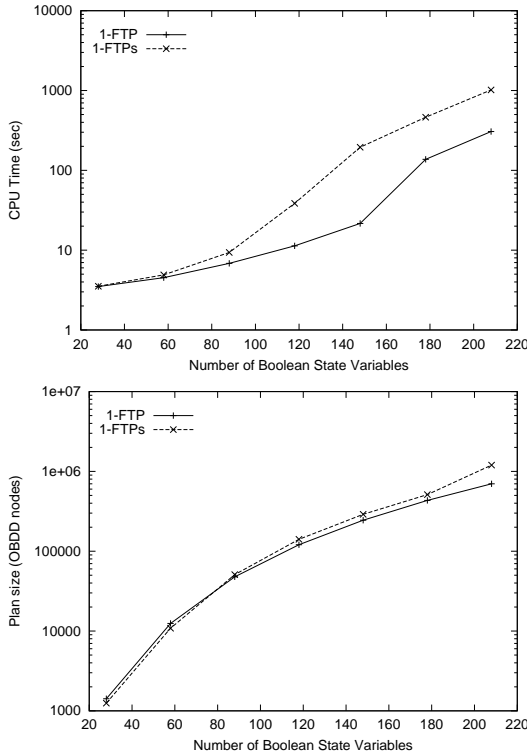 10000
1000
100
10
1
CPU Time (sec)
1-FTP
1-FTPs
20 40 60 80 100 120 140 160 180 200 220
Number of Boolean State Variables
1e+07
1e+06
100000
10000
1000
Plan size (OBDD nodes)
1-FTP
1-FTPs
20 40 60 80 100 120 140 160 180 200 220
Number of Boolean State Variables